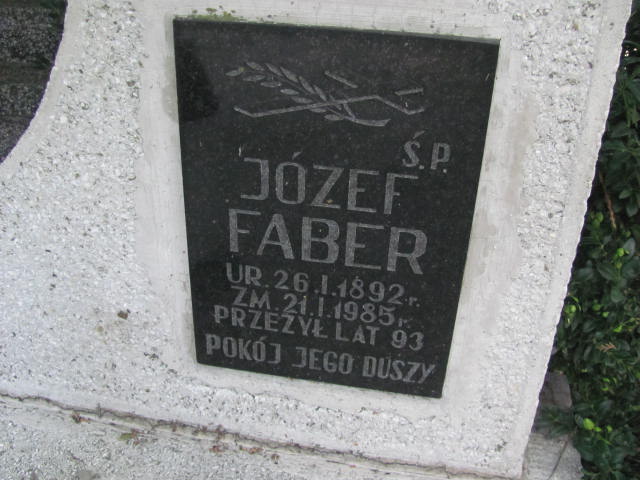 Ś.P.
JÓZEF
FABER
UR. 26.I.1892 r.
ZM. 21.I.1985 r.
PRZEŻYŁ LAT 93
POKÓJ JEGO DUSZY